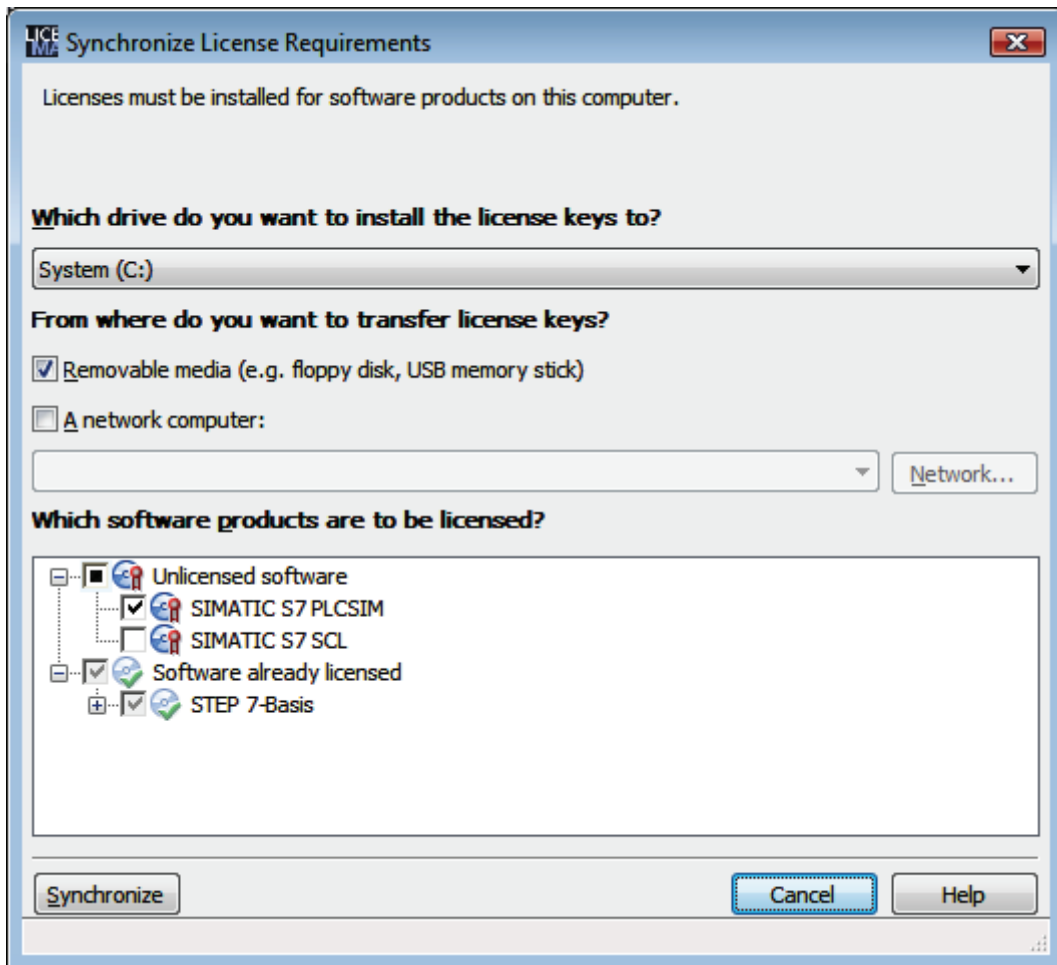 LICE
MA
Synchronize License Requirements
Licenses must be installed for software products on this computer.
Which drive do you want to install the license keys to?
System (C:)
From where do you want to transfer license keys?
Removable media (e.g. floppy disk, USB memory stick)
A network computer:
Network...
Which software products are to be licensed?
Unlicensed software
SIMATIC S7 PLCSIM
SIMATIC S7 SCL
Software already licensed
STEP 7-Basis
Synchronize
Cancel
Help